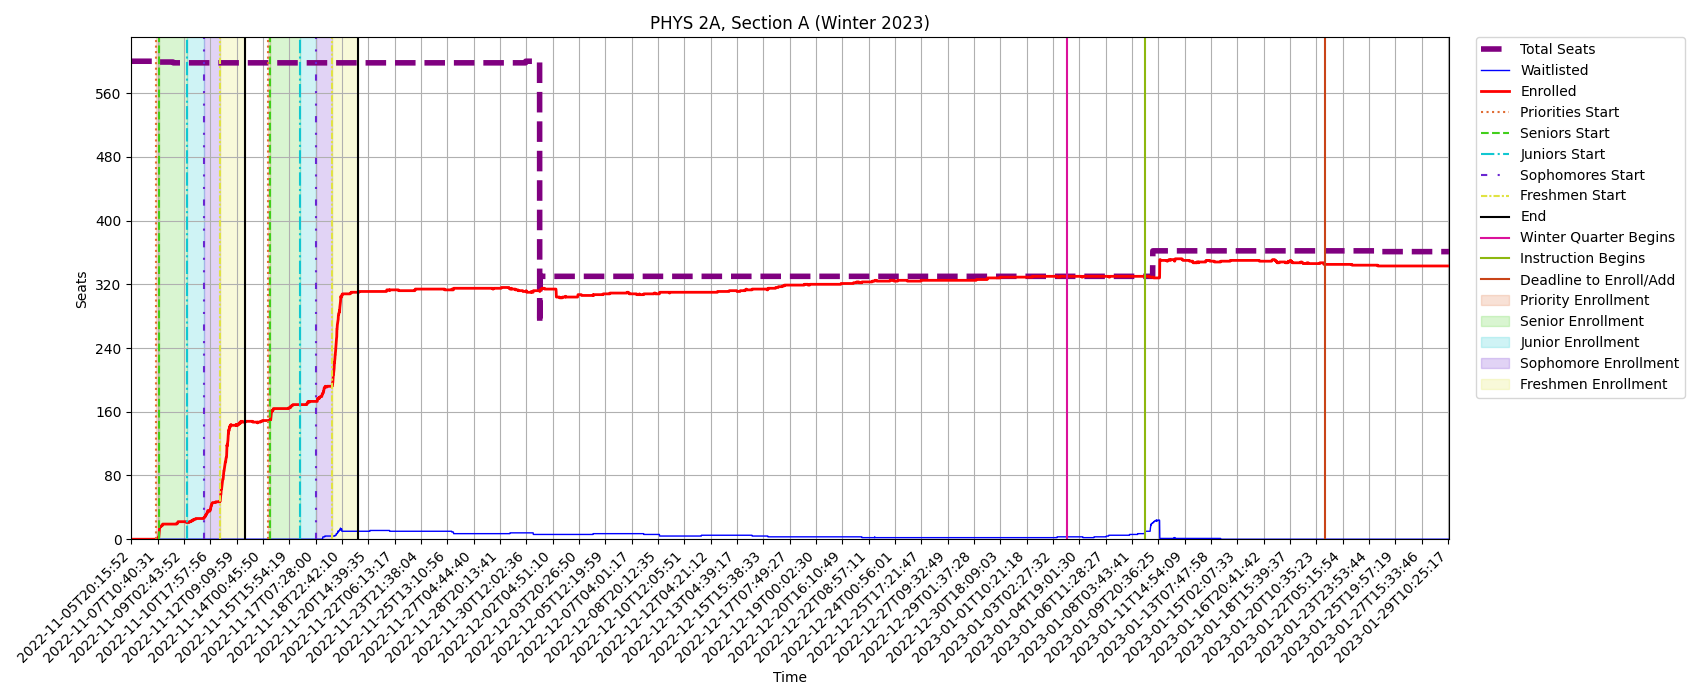 PHYS 2A, Section A (Winter 2023)
Seats
560
480
400
320
240
160
80
0
2022-11-05T20:15:52
2022-11-07T10:40:31
2022-11-09T02:43:52
2022-11-10T17:57:56
2022-11-12T09:09:59
2022-11-14T00:45:50
2022-11-15T15:54:19
2022-11-17T07:28:00
2022-11-18T22:42:10
2022-11-20T14:39:35
2022-11-22T06:13:17
2022-11-23T21:38:04
2022-11-25T13:10:56
2022-11-27T04:44:40
2022-11-28T20:13:41
2022-11-30T12:02:36
2022-12-02T04:51:10
2022-12-03T20:26:50
2022-12-05T12:19:59
2022-12-07T04:01:17
2022-12-08T20:12:35
2022-12-10T12:05:51
2022-12-12T04:21:12
2022-12-13T04:39:17
2022-12-15T15:38:33
2022-12-17T07:49:27
2022-12-19T00:02:30
2022-12-20T16:10:49
2022-12-22T08:57:11
2022-12-24T00:56:01
2022-12-25T17:21:47
2022-12-27T09:32:49
2022-12-29T01:37:28
2022-12-30T18:09:03
2023-01-01T10:21:18
2023-01-03T02:27:32
2023-01-04T19:01:30
2023-01-06T11:28:27
2023-01-08T03:43:41
2023-01-09T20:36:25
2023-01-11T14:54:09
2023-01-13T07:47:58
2023-01-15T02:07:33
2023-01-16T20:41:42
2023-01-18T15:39:37
2023-01-20T10:35:23
2023-01-22T05:15:54
2023-01-23T23:53:44
2023-01-25T19:57:19
2023-01-27T15:33:46
2023-01-29T10:25:17
Time
Total Seats
Waitlisted
Enrolled
Priorities Start
Seniors Start
Juniors Start
Sophomores Start
Freshmen Start
End
Winter Quarter Begins
Instruction Begins
Deadline to Enroll/Add
Priority Enrollment
Senior Enrollment
Junior Enrollment
Sophomore Enrollment
Freshmen Enrollment